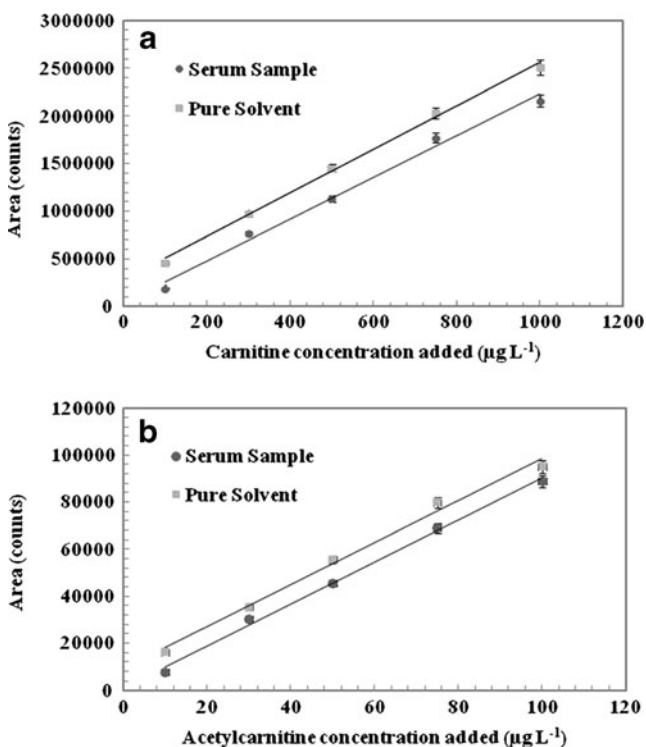 a
Serum Sample
Pure Solvent
Area (counts)
3000000
2500000
2000000
1500000
1000000
500000
0
0 200 400 600 800 1000 1200
Carnitine concentration added (µg L⁻¹)
b
Serum Sample
Pure Solvent
Area (counts)
120000
100000
80000
60000
40000
20000
0
0 20 40 60 80 100 120
Acetylcarnitine concentration added (µg L⁻¹)